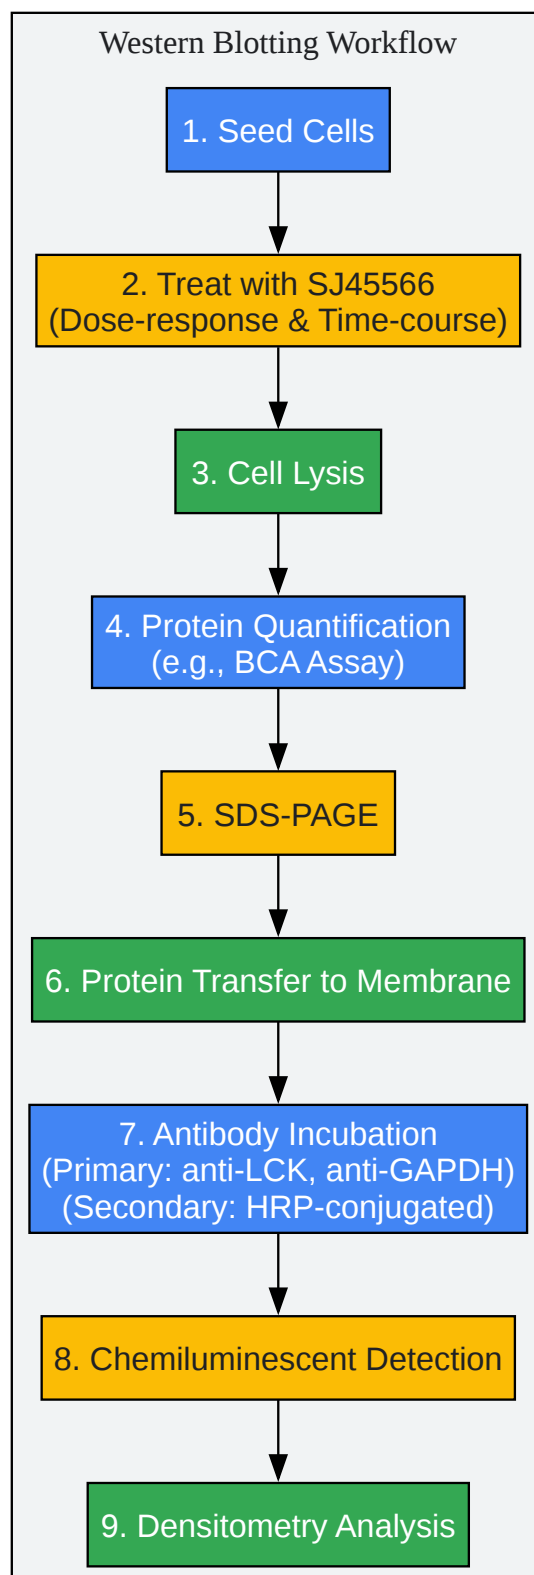 Western Blotting Workflow
1. Seed Cells
2. Treat with SJ45566
(Dose-response & Time-course)
3. Cell Lysis
4. Protein Quantification
(e.g., BCA Assay)
5. SDS-PAGE
6. Protein Transfer to Membrane
7. Antibody Incubation
(Primary: anti-LCK, anti-GAPDH)
(Secondary: HRP-conjugated)
8. Chemiluminescent Detection
9. Densitometry Analysis